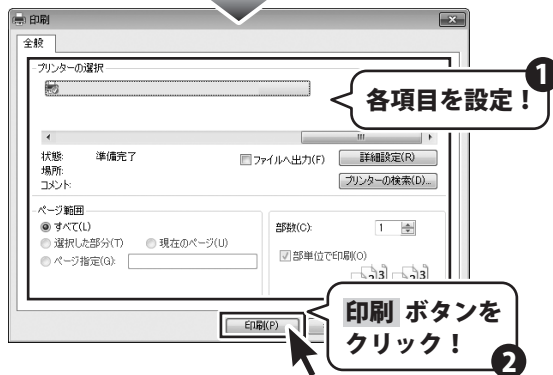 印刷
全般
プリンターの選択
1
各項目を設定！
状態: 準備完了
ファイルへ出力(F)
詳細設定(R)
場所:
コメント:
プリンターの検索(D)...
ページ範囲
すべて(L)
部数(C): 1
選択した部分(T) 現在のページ(U)
部単位で印刷(O)
ページ指定(G):
3 3
印刷 ボタンを
クリック！
印刷(P)
2